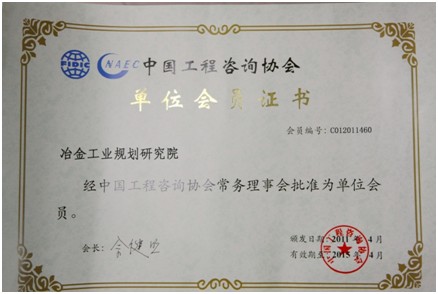 FIDIC NAEC 中国工程咨询协会
单位会员证书
会员编号: C012011460
冶金工业规划研究院
经中国工程咨询协会常务理事会批准为单位会
员。
会长:
颁发日期: 2011年 4月
有效期至: 2015年 4月